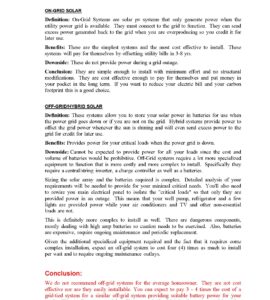 ON-GRID SOLAR
Definition: On-Grid Systems are solar pv systems that only generate power when the
utility power grid is available. They must connect to the grid to function. They can send
excess power generated back to the grid when you are overproducing so you credit it for
later use.
Benefits: These are the simplest systems and the most cost effective to install. These
systems will pay for themselves by offsetting utility bills in 3-8 yrs.
Downside: These do not provide power during a grid outage.
Conclusion: They are simple enough to install with minimum effort and no structural
modifications. They are cost effective enough to pay for themselves and put money in
your pocket in the long term. If you want to reduce your electric bill and your carbon
footprint this is a good choice.
OFF-GRID/HYBRID SOLAR
Definition: These systems allow you to store your solar power in batteries for use when
the power grid goes down or if you are not on the grid. Hybrid systems provide power to
offset the grid power whenever the sun is shining and will even send excess power to the
grid for credit for later use.
Benefits: Provides power for your critical loads when the power grid is down.
Downside: Cannot be expected to provide power for all your loads since the cost and
volume of batteries would be prohibitive. Off-Grid systems require a lot more specialized
equipment to function that is more costly and more complex to install. Specifically they
require a central string inverter, a charge controller as well as a batteries.
Sizing the solar array and the batteries required is complex. Detailed analysis of your
requirements will be needed to provide for your minimal critical needs. You'll also need
to rewire your main electrical panel to isolate the "critical loads" so that only they are
provided power in an outage. This means that your well pump, refrigerator and a few
lights are provided power while your air conditioners and TV and other non-essential
loads are not.
This is definitely more complex to install as well. There are dangerous components,
mostly dealing with high amp batteries so caution needs to be exercised. Also, batteries
are expensive, require ongoing maintenance and periodic replacement.
Given the additional specialized equipment required and the fact that it requires some
complex installation, expect an off-grid system to cost four (4) times as much to install
per watt and to require ongoing maintenance outlays.
Conclusion:
We do not recommend off-grid systems for the average homeowner. They are not cost
effective nor use they easily installable. You can expect to pay 3 – 4 times the cost of a
grid-tied system for a similar off-grid system providing suitable battery power for your